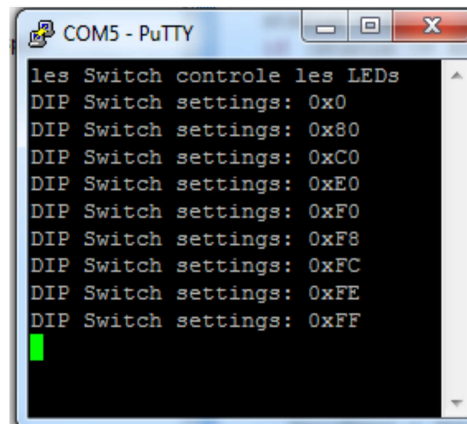 COM5 - PuTTY
les Switch controle les LEDs
DIP Switch settings: 0x0
DIP Switch settings: 0x80
DIP Switch settings: 0xC0
DIP Switch settings: 0xE0
DIP Switch settings: 0xF0
DIP Switch settings: 0xF8
DIP Switch settings: 0xFC
DIP Switch settings: 0xFE
DIP Switch settings: 0xFF